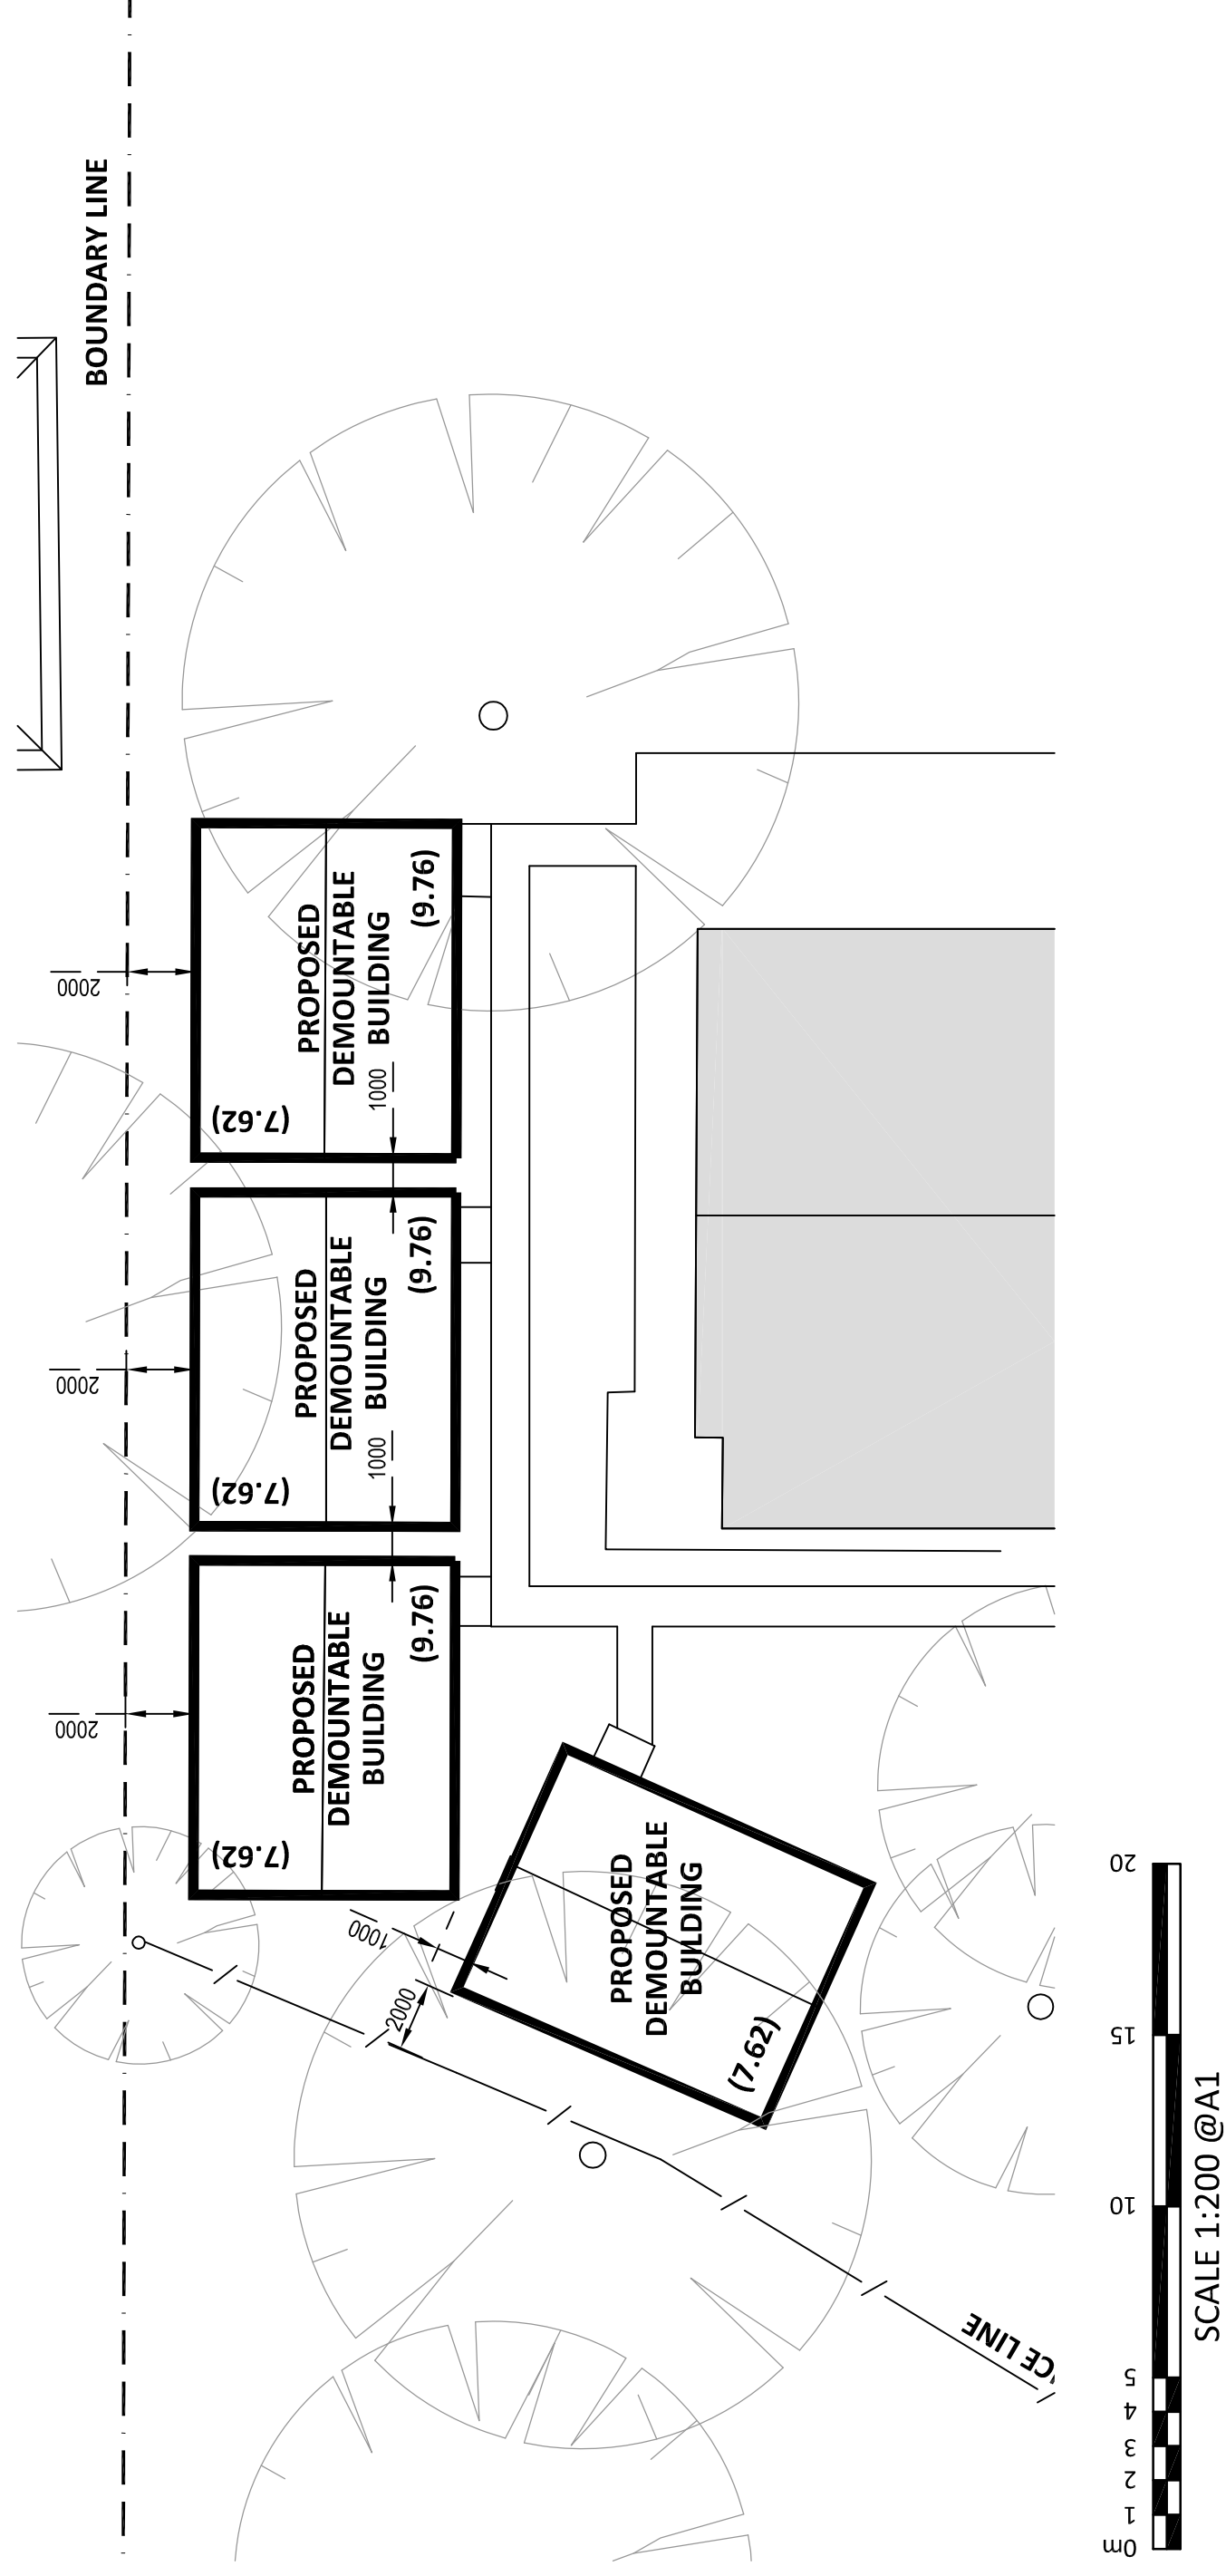 BOUNDARY LINE
2000
PROPOSED
DEMOUNTABLE
BUILDING
(9.76)
(7.62)
1000
2000
PROPOSED
DEMOUNTABLE
BUILDING
(9.76)
(7.62)
1000
2000
PROPOSED
DEMOUNTABLE
BUILDING
(9.76)
(7.62)
1000
2000
PROPOSED
DEMOUNTABLE
BUILDING
(7.62)
CE LINE
0m 1 2 3 4 5 10 15 20
SCALE 1:200 @A1